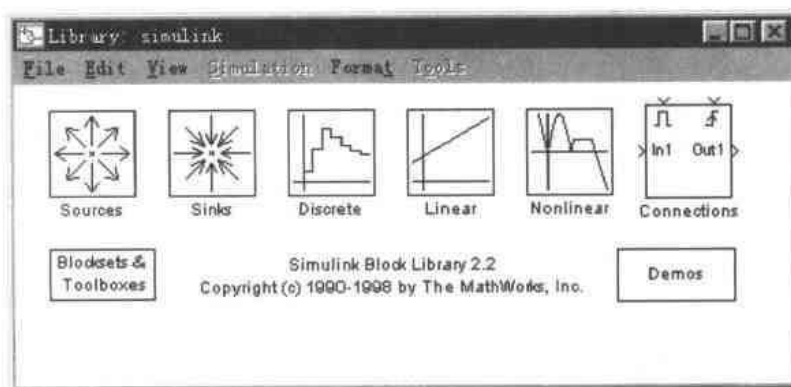 Library: simulink
File Edit View Simulation Format Tools
In1 Out1
Sources Sinks Discrete Linear Nonlinear Connections
Blocksets &
Toolboxes
Simulink Block Library 2.2
Copyright (c) 1990-1998 by The MathWorks, Inc.
Demos